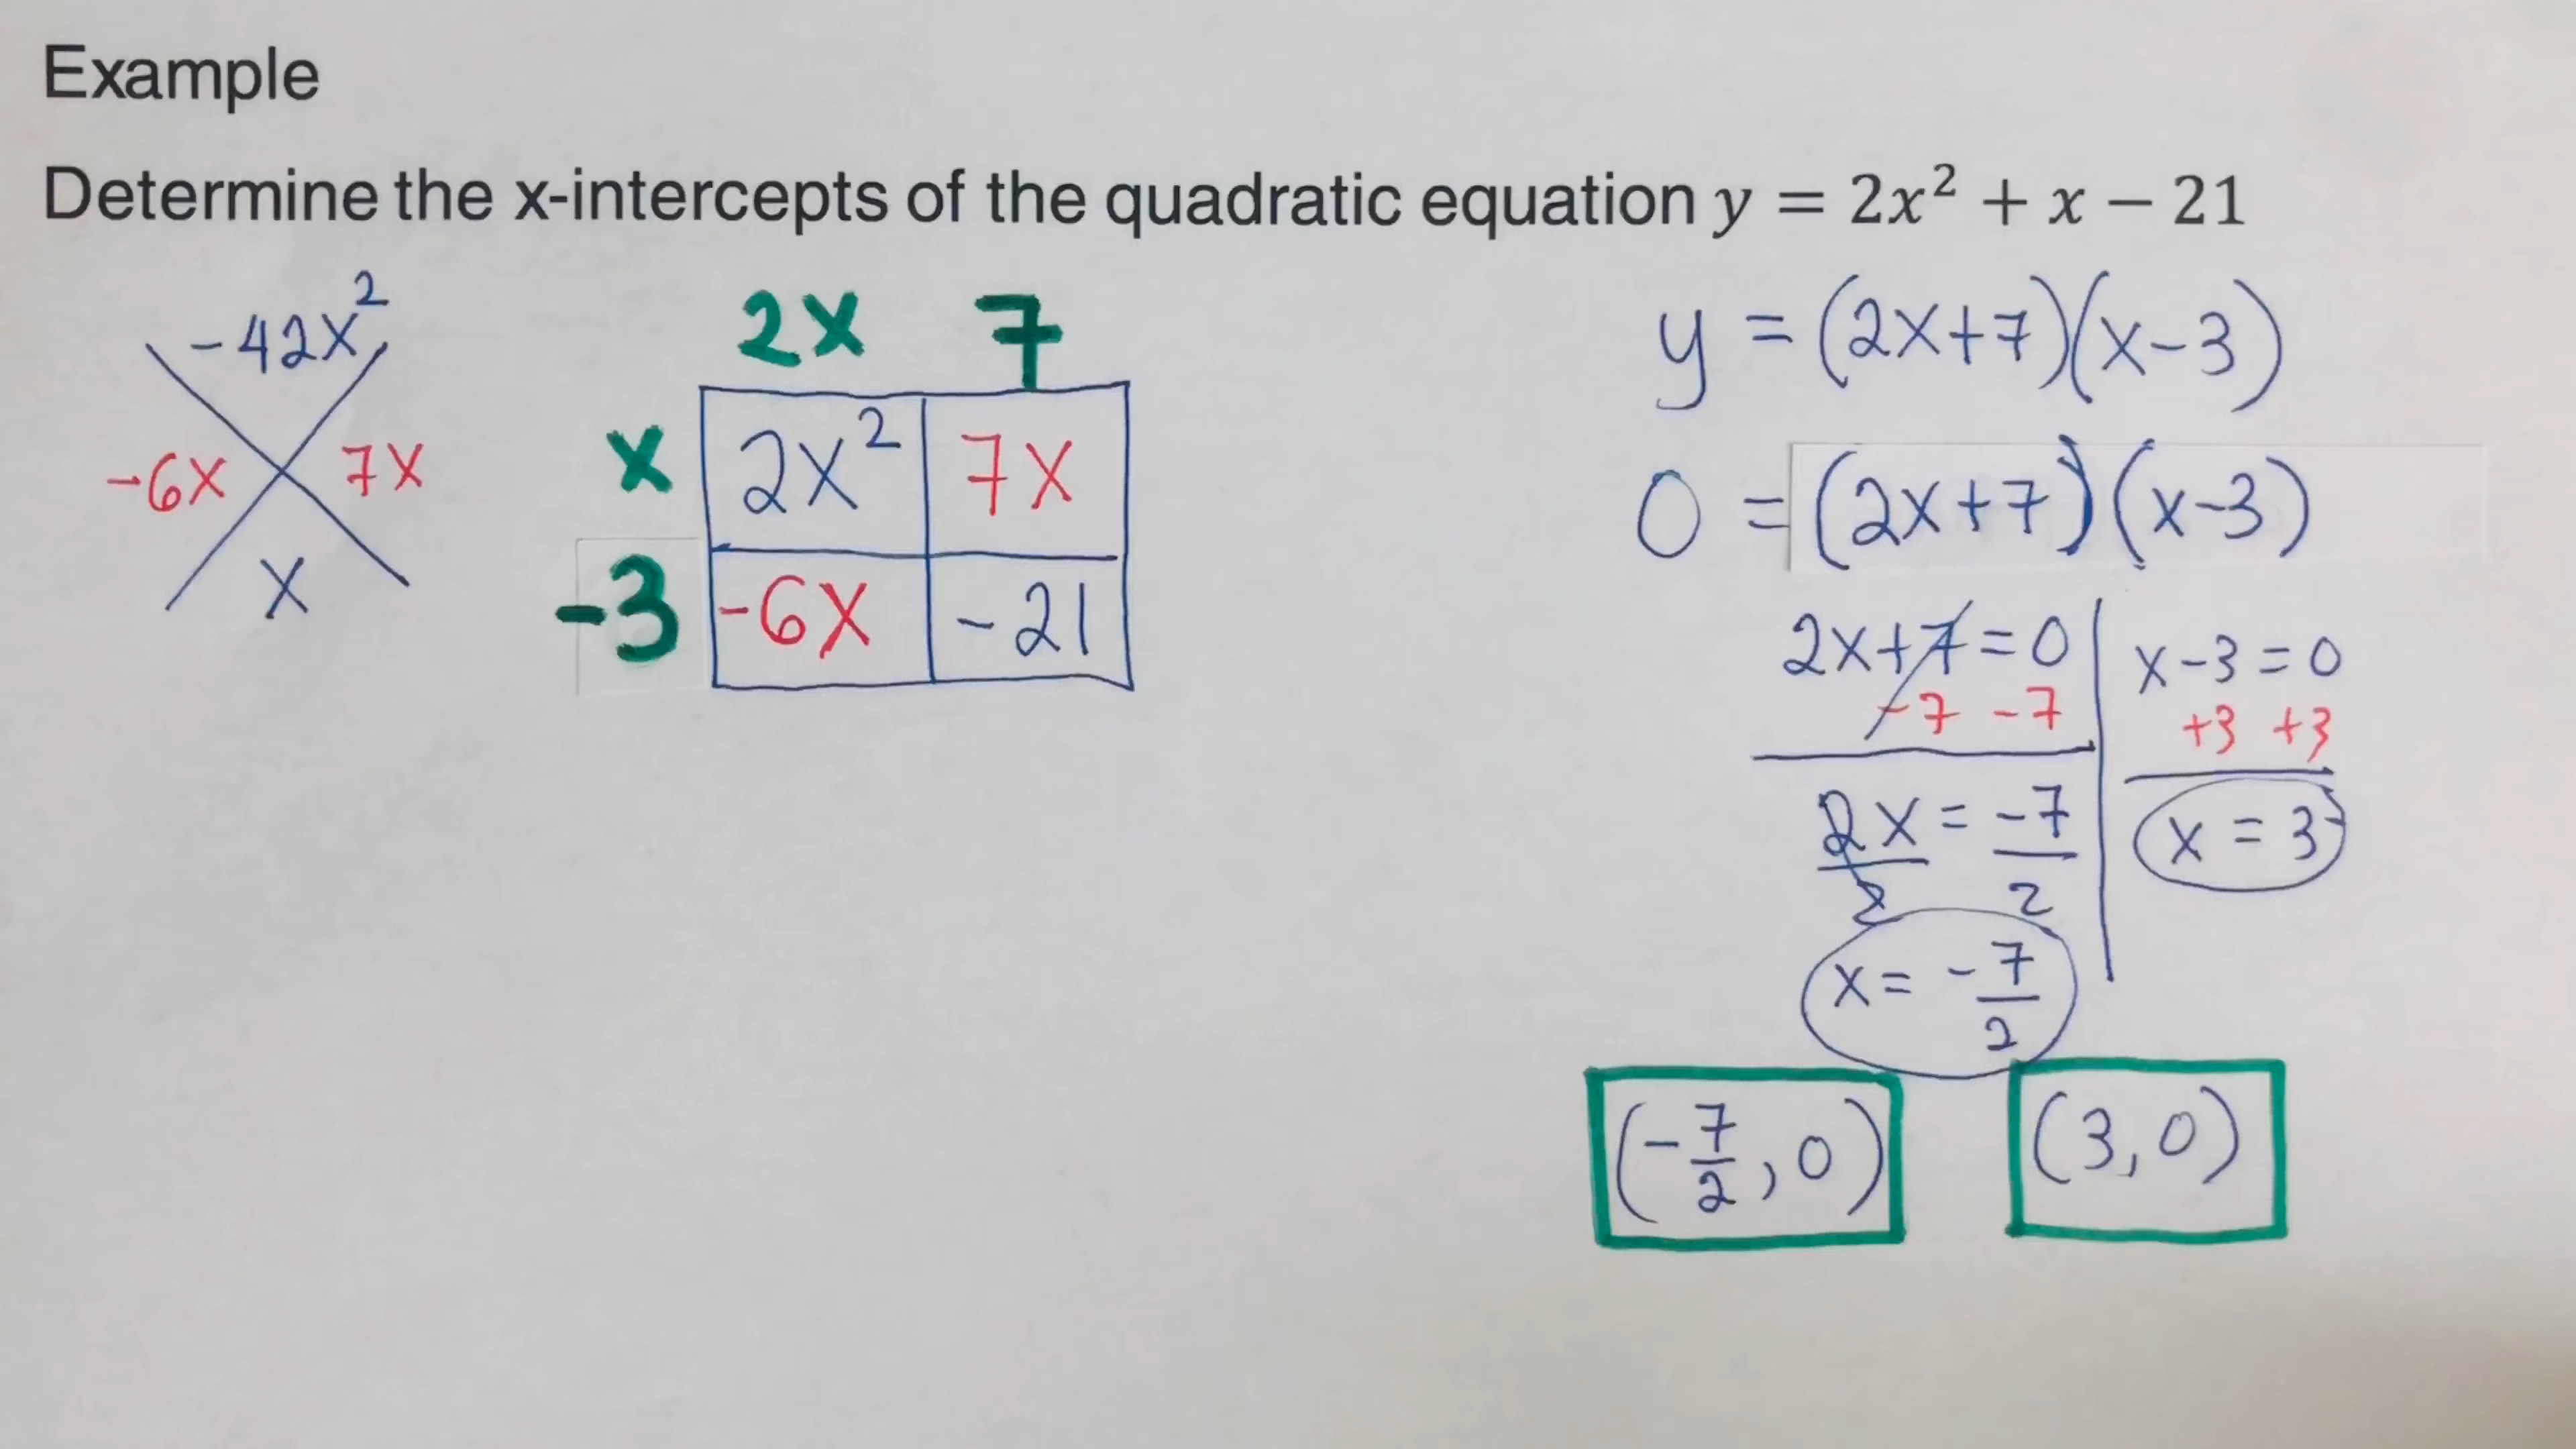 Example
Determine the x-intercepts of the quadratic equation y = 2x² + x − 21
-42x²
-6x 7x
x
2x 7
x 2x² 7x
-3 -6x -21
y = (2x+7)(x-3)
0 = (2x+7)(x-3)
2x+7=0
-7 -7
2x = -7
2 2
x = -7/2
x-3=0
+3 +3
x = 3
(-7/2, 0) (3, 0)